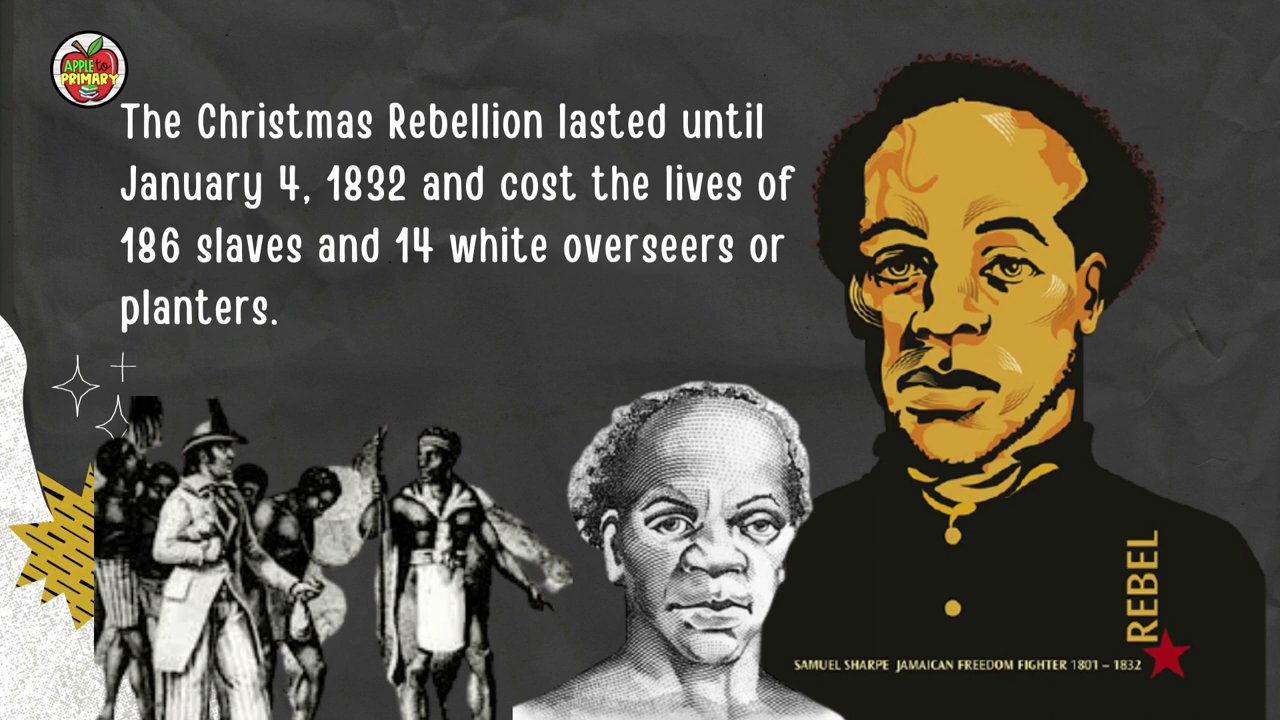 APPLE to
PRIMARY
The Christmas Rebellion lasted until
January 4, 1832 and cost the lives of
186 slaves and 14 white overseers or
planters.
REBEL
SAMUEL SHARPE JAMAICAN FREEDOM FIGHTER 1801 – 1832